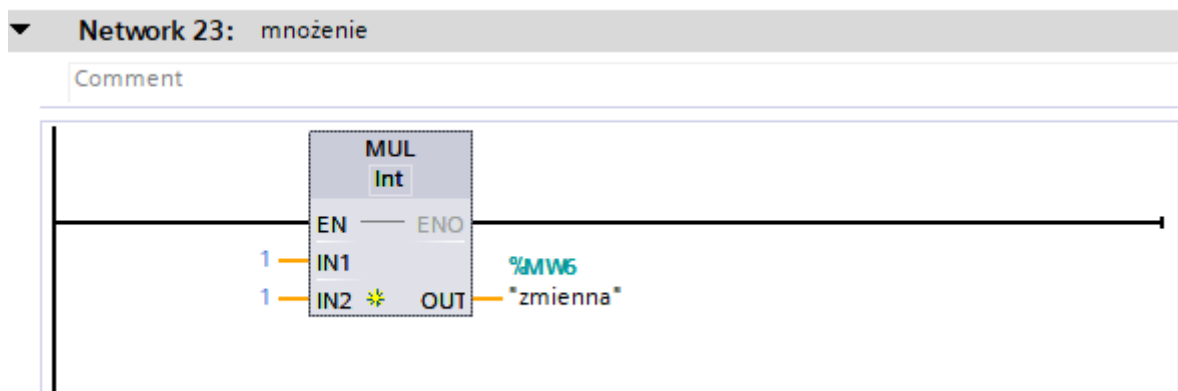 Network 23: mnożenie
Comment
MUL
Int
EN ENO
1 IN1
%MW6
1 IN2 OUT "zmienna"